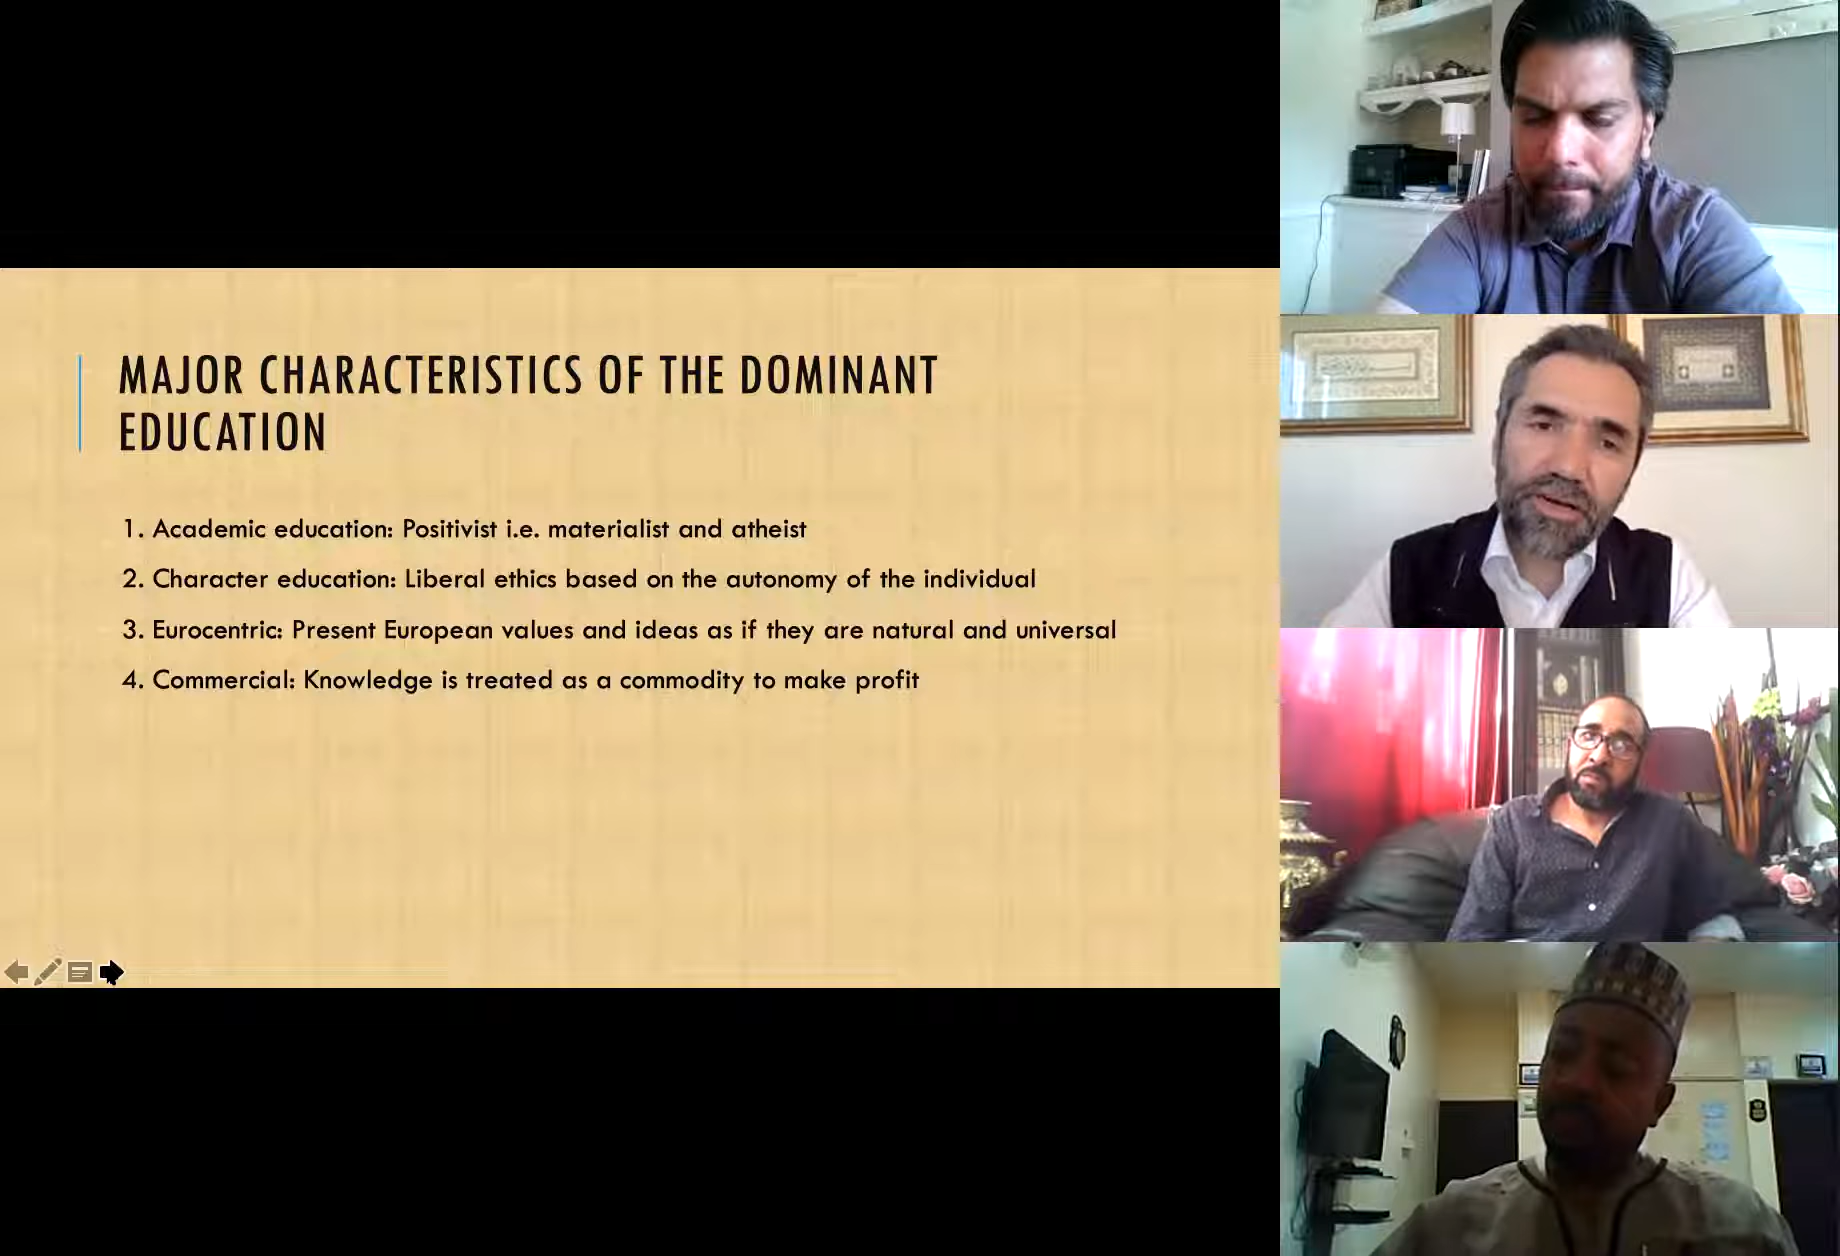 MAJOR CHARACTERISTICS OF THE DOMINANT
EDUCATION
1. Academic education: Positivist i.e. materialist and atheist
2. Character education: Liberal ethics based on the autonomy of the individual
3. Eurocentric: Present European values and ideas as if they are natural and universal
4. Commercial: Knowledge is treated as a commodity to make profit